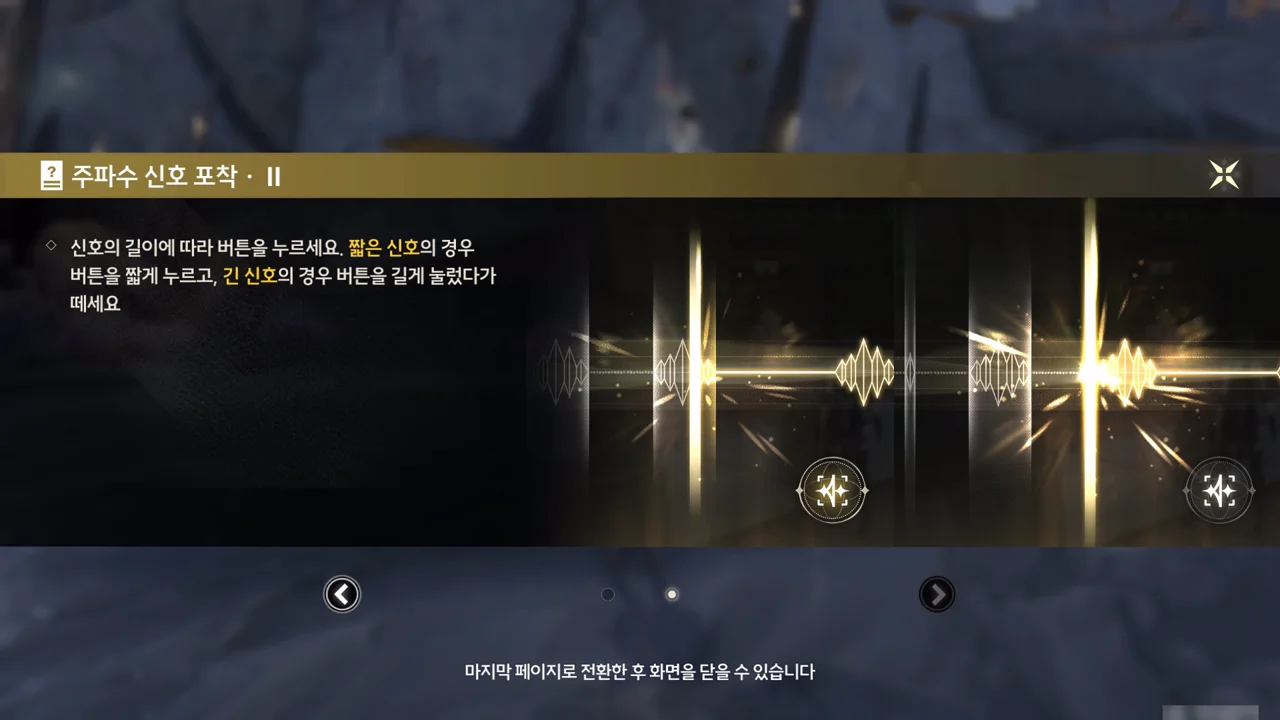 주파수 신호 포착 · II
신호의 길이에 따라 버튼을 누르세요. 짧은 신호의 경우
버튼을 짧게 누르고, 긴 신호의 경우 버튼을 길게 눌렀다가
떼세요
마지막 페이지로 전환한 후 화면을 닫을 수 있습니다